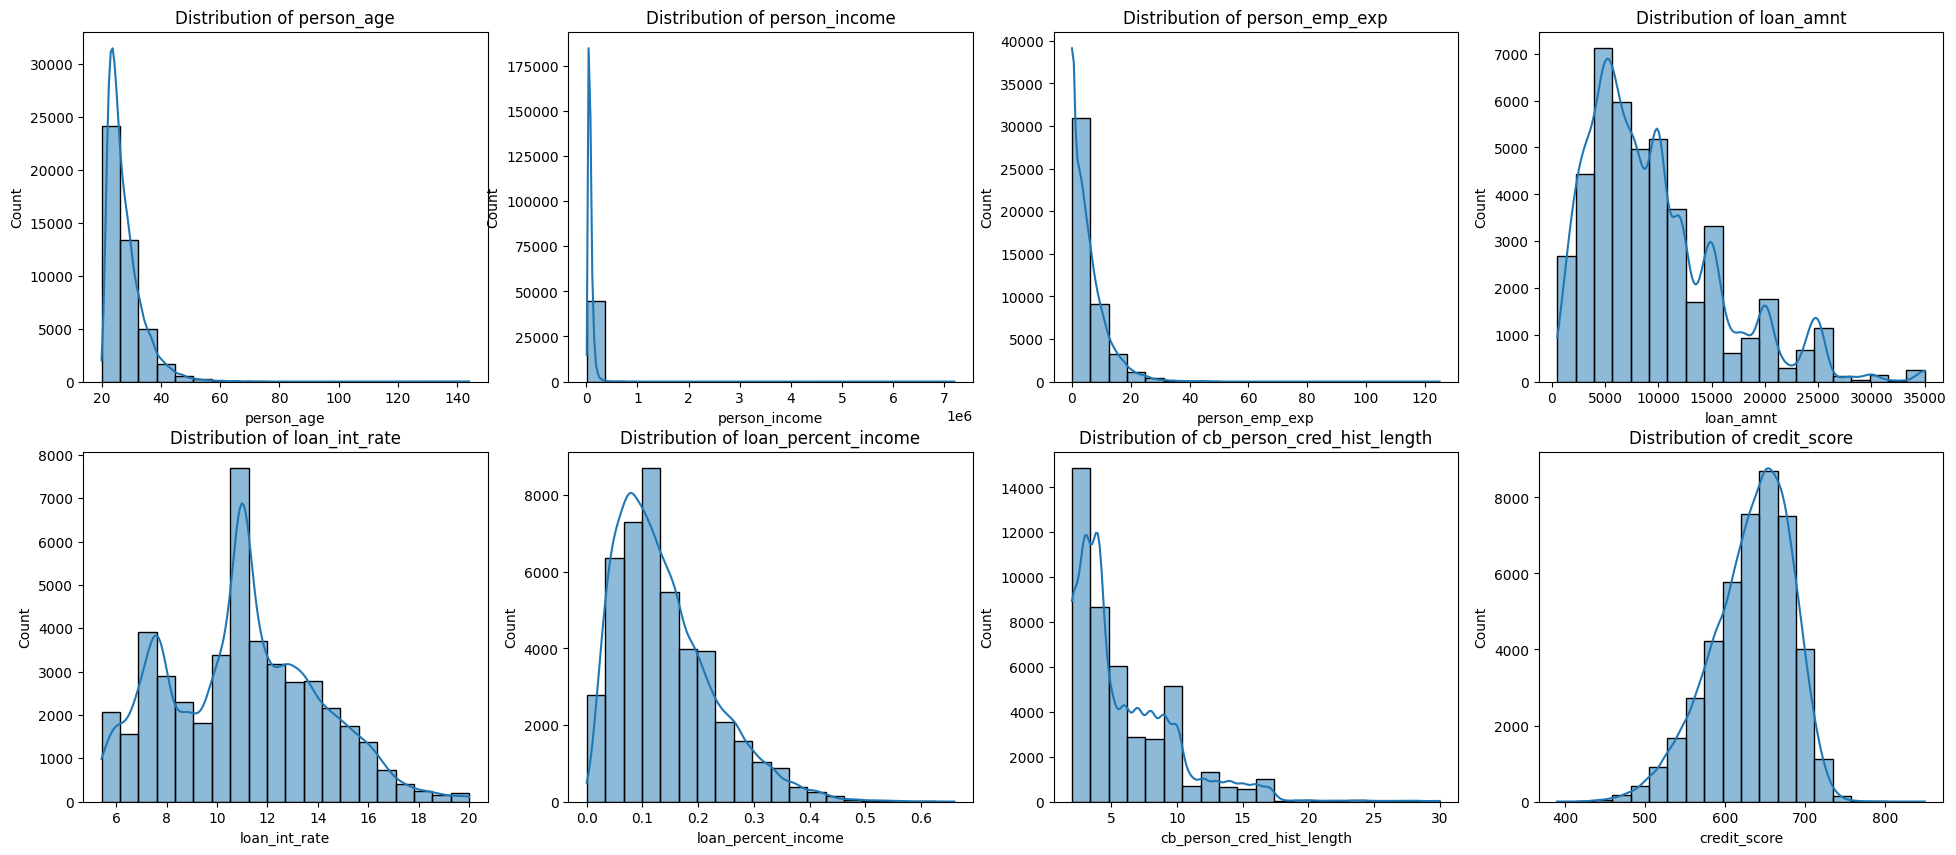 Distribution of person_age
30000
25000
20000
15000
10000
5000
0
Count
20 40 60 80 100 120 140
person_age
Distribution of person_income
175000
150000
125000
100000
75000
50000
25000
0
Count
0 1 2 3 4 5 6 7
1e6
person_income
Distribution of person_emp_exp
40000
35000
30000
25000
20000
15000
10000
5000
0
Count
0 20 40 60 80 100 120
person_emp_exp
Distribution of loan_amnt
7000
6000
5000
4000
3000
2000
1000
0
Count
0 5000 10000 15000 20000 25000 30000 35000
loan_amnt
Distribution of loan_int_rate
8000
7000
6000
5000
4000
3000
2000
1000
0
Count
6 8 10 12 14 16 18 20
loan_int_rate
Distribution of loan_percent_income
8000
6000
4000
2000
0
Count
0.0 0.1 0.2 0.3 0.4 0.5 0.6
loan_percent_income
Distribution of cb_person_cred_hist_length
14000
12000
10000
8000
6000
4000
2000
0
Count
5 10 15 20 25 30
cb_person_cred_hist_length
Distribution of credit_score
8000
6000
4000
2000
0
Count
400 500 600 700 800
credit_score